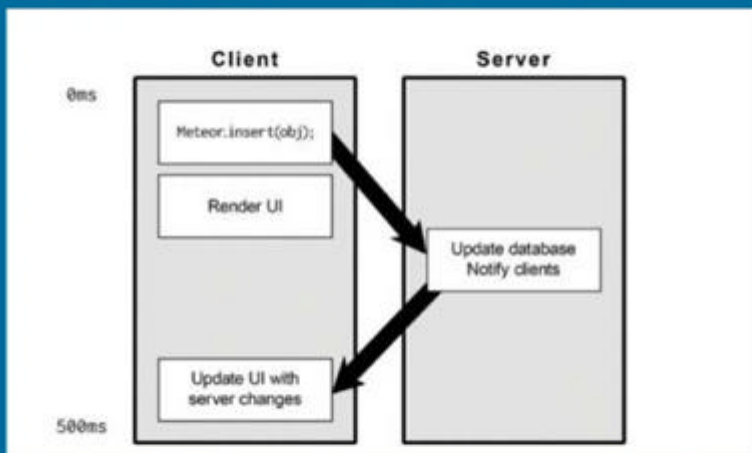 Client
Server
0ms
Meteor.insert(obj);
Render UI
Update database
Notify clients
Update UI with
server changes
500ms